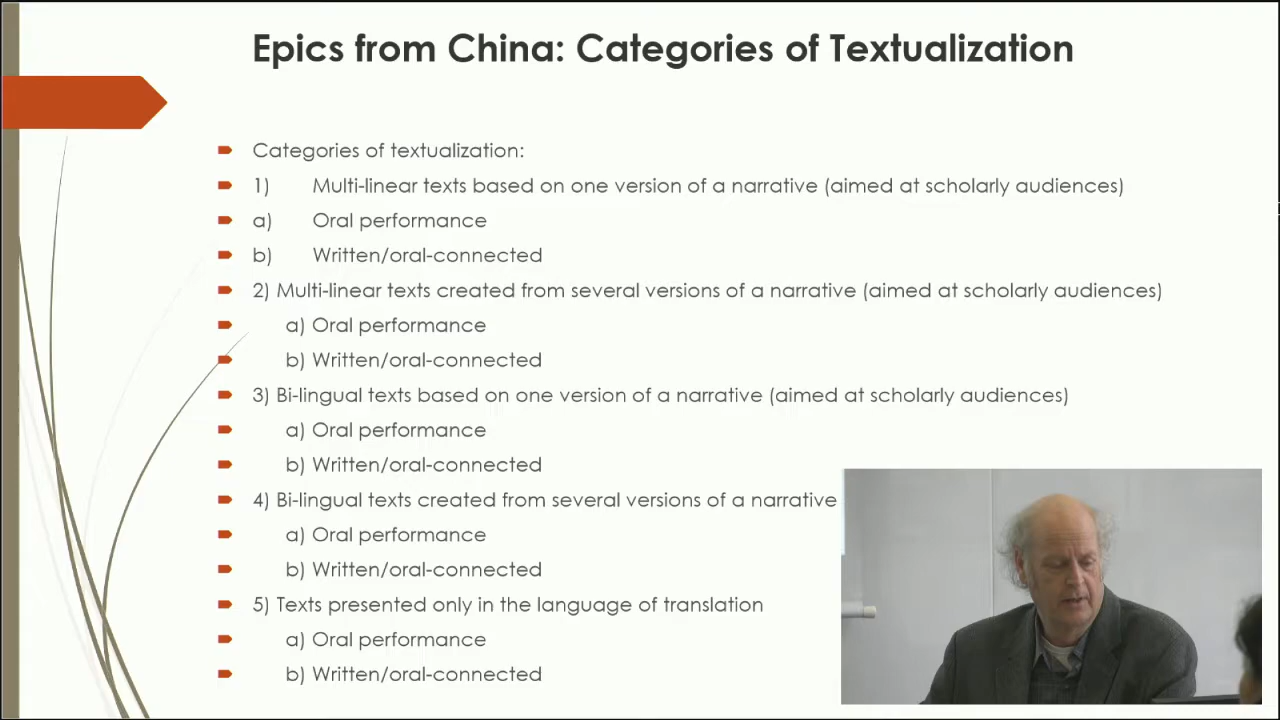 Epics from China: Categories of Textualization
Categories of textualization:
1) Multi-linear texts based on one version of a narrative (aimed at scholarly audiences)
a) Oral performance
b) Written/oral-connected
2) Multi-linear texts created from several versions of a narrative (aimed at scholarly audiences)
a) Oral performance
b) Written/oral-connected
3) Bi-lingual texts based on one version of a narrative (aimed at scholarly audiences)
a) Oral performance
b) Written/oral-connected
4) Bi-lingual texts created from several versions of a narrative
a) Oral performance
b) Written/oral-connected
5) Texts presented only in the language of translation
a) Oral performance
b) Written/oral-connected